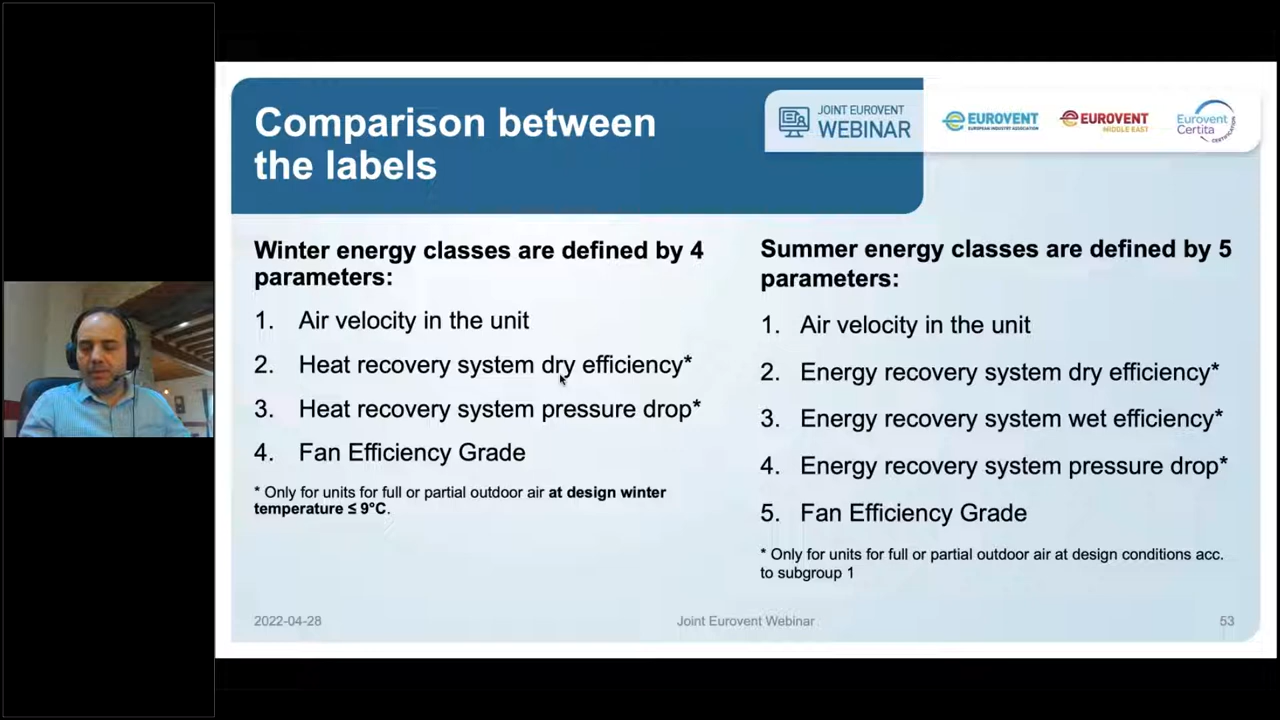 Comparison between
the labels
JOINT EUROVENT
WEBINAR
EUROVENT
EUROPEAN INDUSTRY ASSOCIATION
EUROVENT
MIDDLE EAST
Eurovent
Certita
CERTIFICATION
Winter energy classes are defined by 4
parameters:
1. Air velocity in the unit
2. Heat recovery system dry efficiency*
3. Heat recovery system pressure drop*
4. Fan Efficiency Grade
* Only for units for full or partial outdoor air at design winter
temperature ≤ 9°C.
Summer energy classes are defined by 5
parameters:
1. Air velocity in the unit
2. Energy recovery system dry efficiency*
3. Energy recovery system wet efficiency*
4. Energy recovery system pressure drop*
5. Fan Efficiency Grade
* Only for units for full or partial outdoor air at design conditions acc.
to subgroup 1
2022-04-28
Joint Eurovent Webinar
53